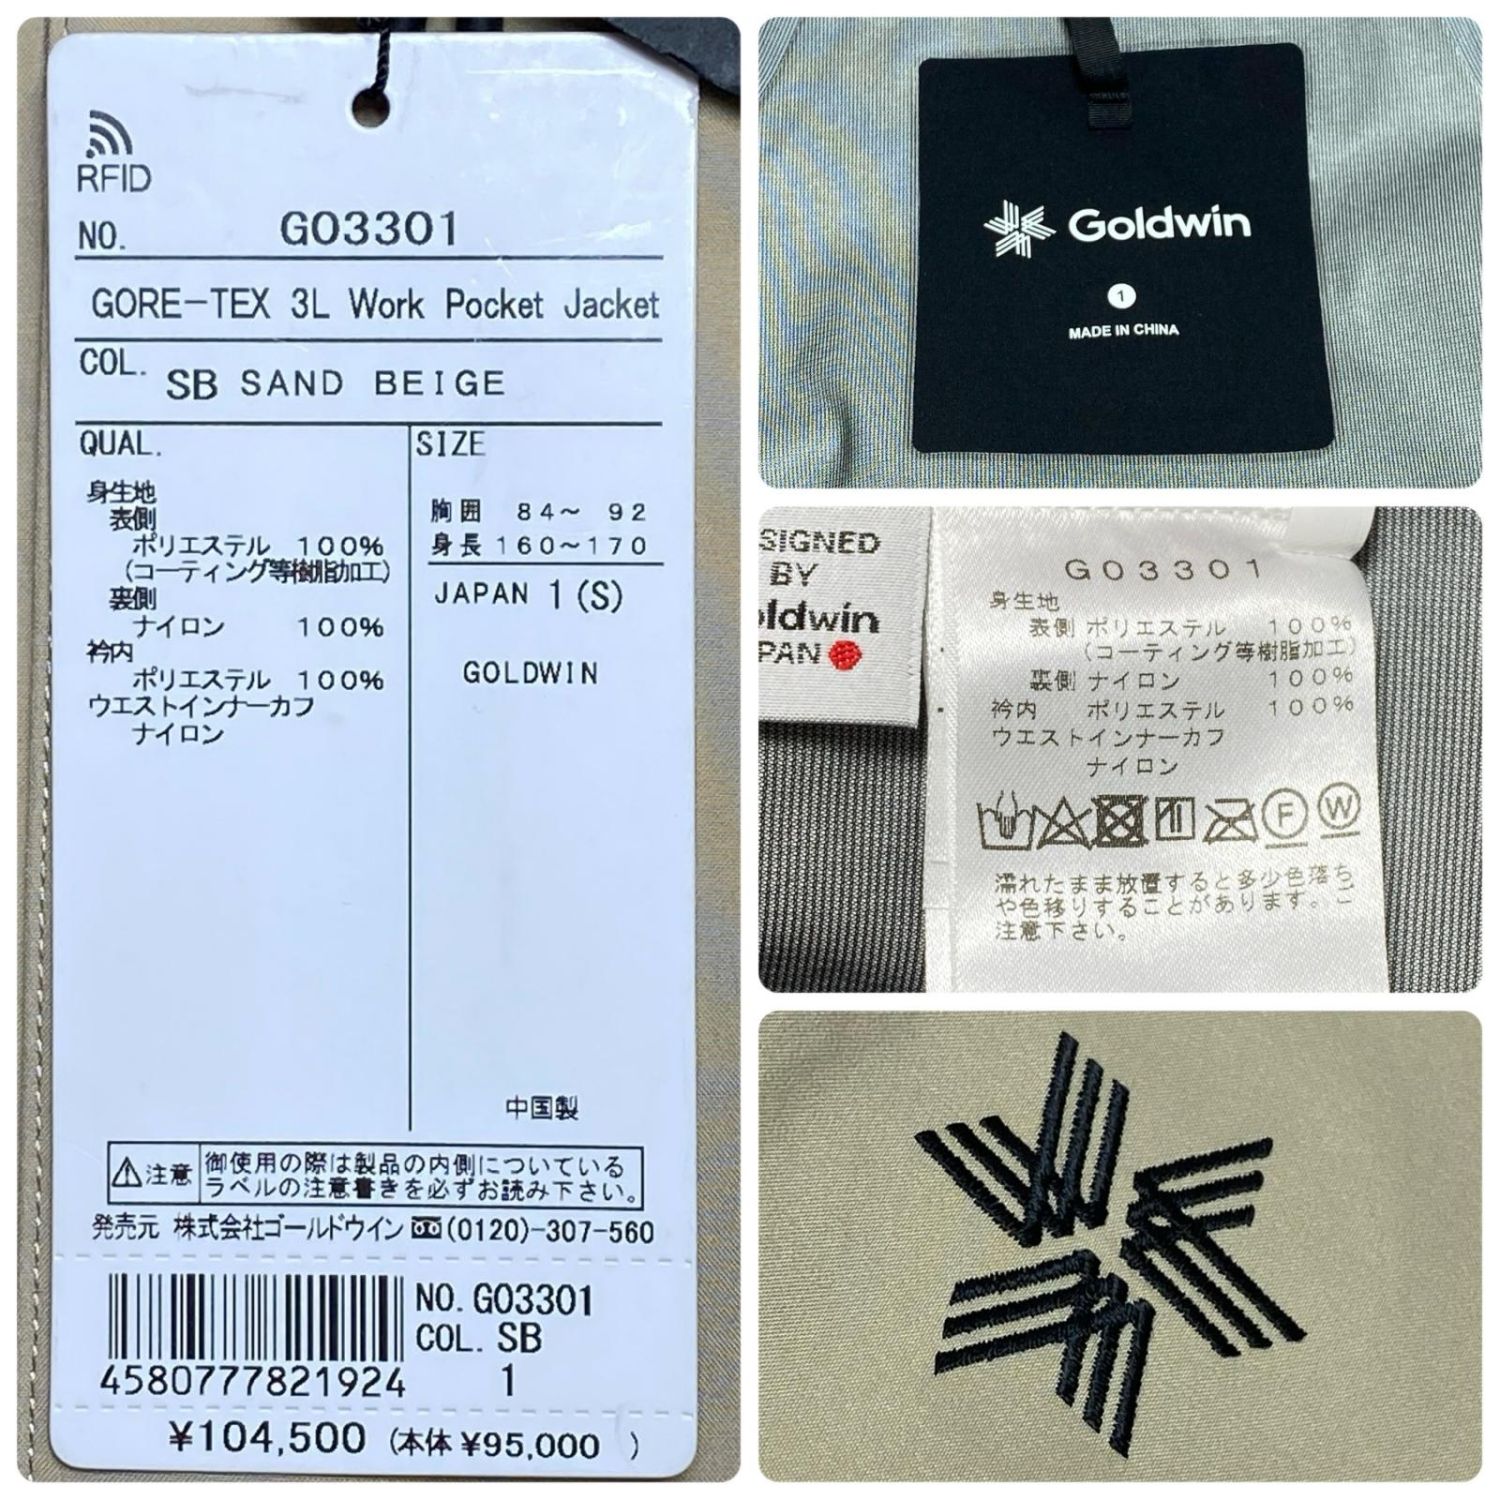 RFID
NO. GO3301
GORE-TEX 3L Work Pocket Jacket
COL. SB SAND BEIGE
QUAL.
身生地
表側
ポリエステル 100%
(コーティング等樹脂加工)
裏側
ナイロン 100%
衿内
ポリエステル 100%
ウエストインナーカフ
ナイロン
SIZE
胸囲 84~ 92
身長 160~170
JAPAN 1 (S)
GOLDWIN
中国製
注意 御使用の際は製品の内側についている
ラベルの注意書きを必ずお読み下さい。
発売元 株式会社ゴールドウイン (0120)-307-560
NO. GO3301
COL. SB
4580777821924 1
¥104,500 (本体 ¥95,000 )
Goldwin
1
MADE IN CHINA
SIGNED
BY
ldwin
PAN
GO3301
身生地
表側 ポリエステル 100%
(コーティング等樹脂加工)
裏側 ナイロン 100%
衿内 ポリエステル 100%
ウエストインナーカフ
ナイロン
F W
濡れたまま放置すると多少色落ち
や色移りすることがあります。ご
注意下さい。